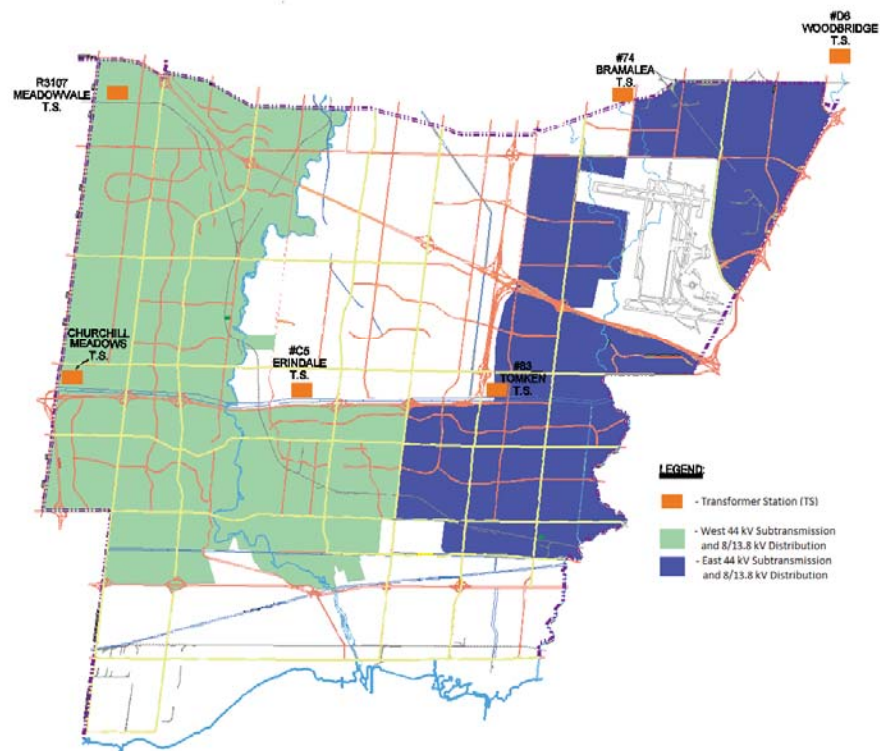 #D6
WOODBRIDGE
T.S.
#74
BRAMALEA
T.S.
R3107
MEADOWVALE
T.S.
CHURCHILL
MEADOWS
T.S.
#C5
ERINDALE
T.S.
#83
TOMKEN
T.S.
LEGEND:
- Transformer Station (TS)
- West 44 kV Subtransmission
and 8/13.8 kV Distribution
- East 44 kV Subtransmission
and 8/13.8 kV Distribution